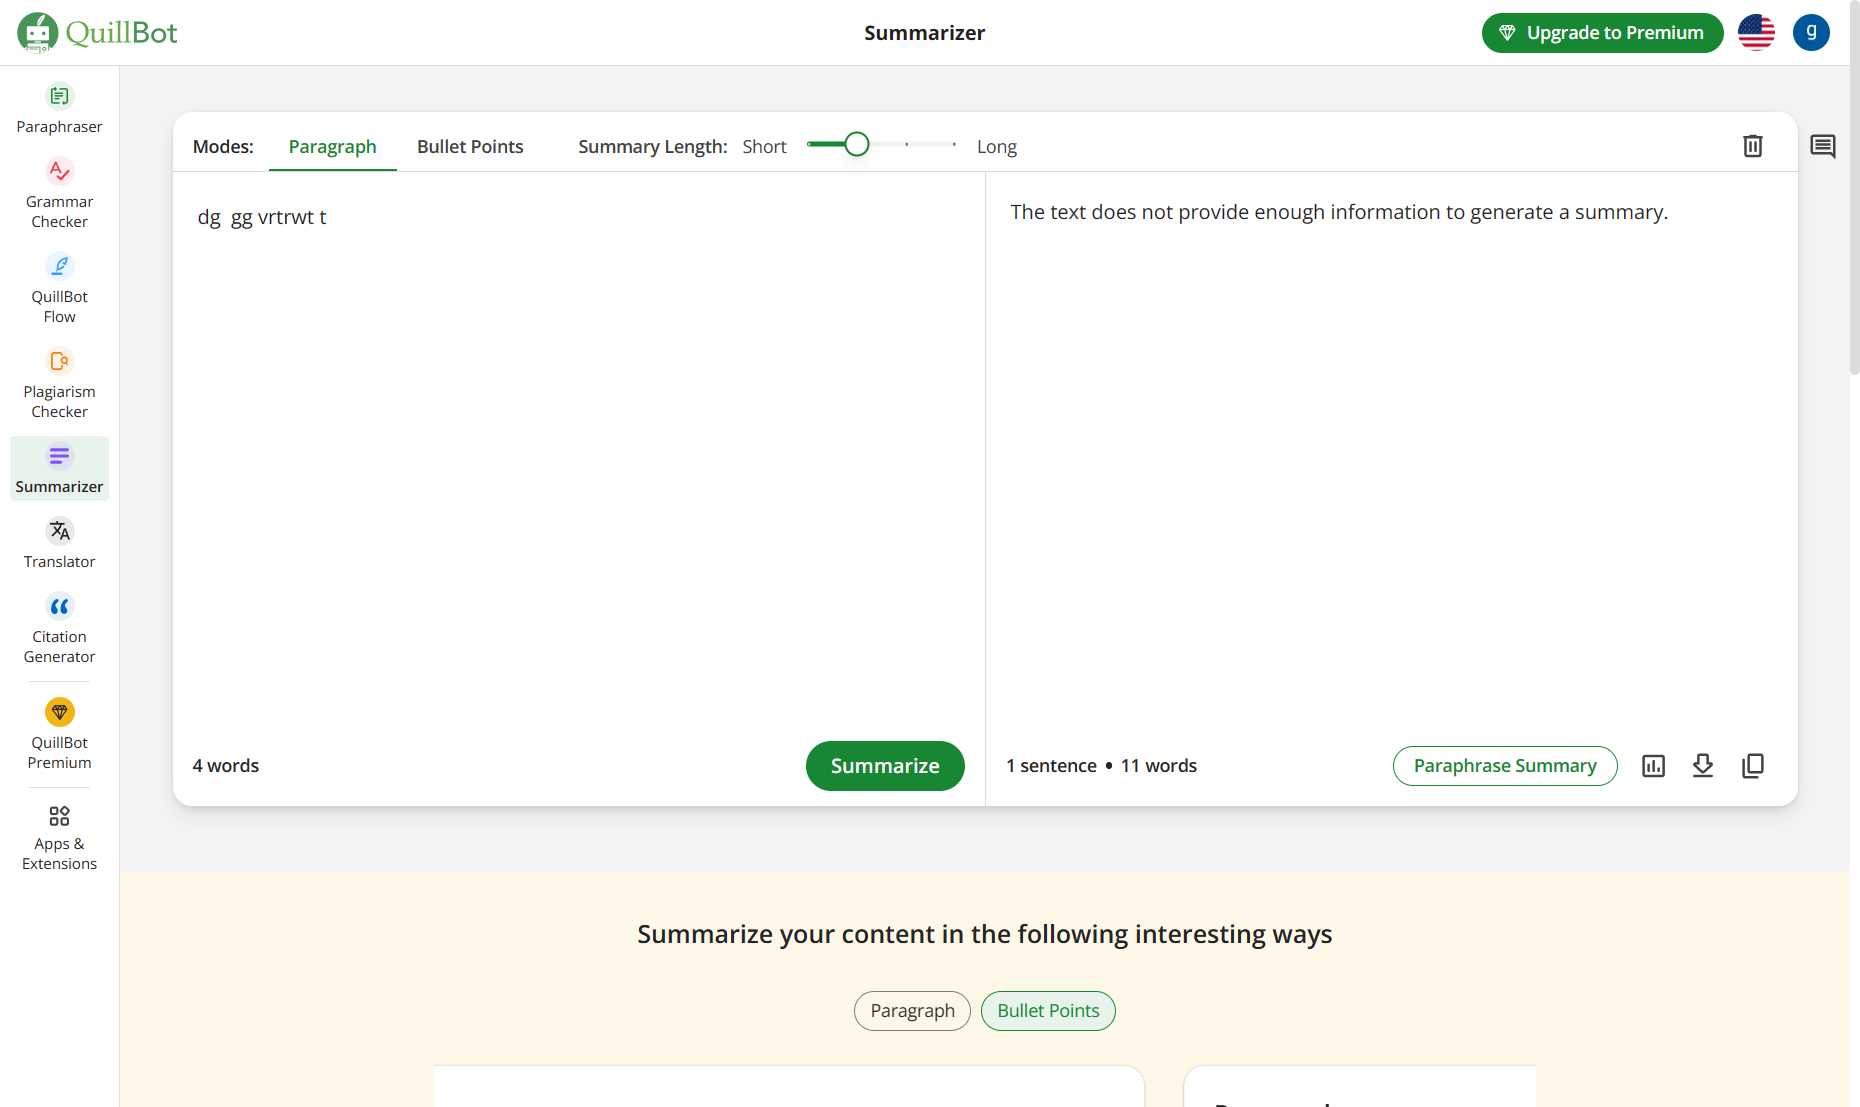 QuillBot
Summarizer
Upgrade to Premium
g
Paraphraser
Grammar
Checker
QuillBot
Flow
Plagiarism
Checker
Summarizer
Translator
Citation
Generator
QuillBot
Premium
Apps &
Extensions
Modes: Paragraph Bullet Points Summary Length: Short Long
dg  gg vrtrwt t
4 words
Summarize
The text does not provide enough information to generate a summary.
1 sentence • 11 words
Paraphrase Summary
Summarize your content in the following interesting ways
Paragraph
Bullet Points